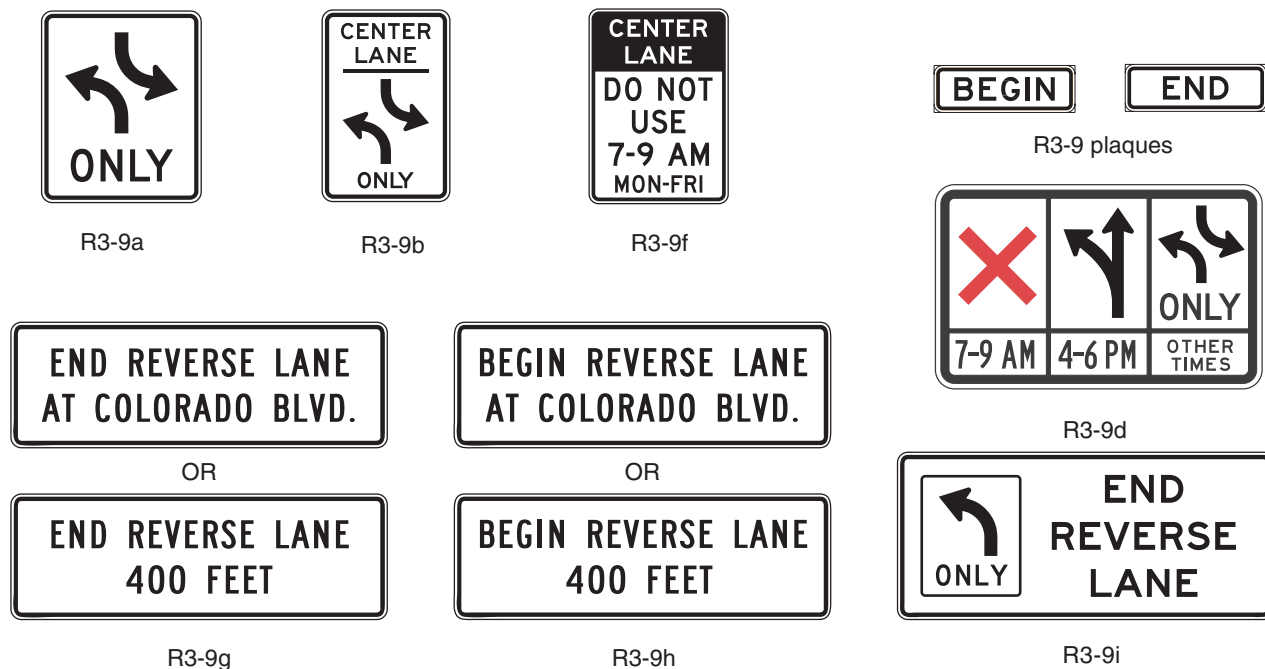 ONLY
R3-9a
CENTER
LANE
ONLY
R3-9b
CENTER
LANE
DO NOT
USE
7-9 AM
MON-FRI
R3-9f
BEGIN
END
R3-9 plaques
7-9 AM
4-6 PM
ONLY
OTHER
TIMES
R3-9d
END REVERSE LANE
AT COLORADO BLVD.
OR
END REVERSE LANE
400 FEET
R3-9g
BEGIN REVERSE LANE
AT COLORADO BLVD.
OR
BEGIN REVERSE LANE
400 FEET
R3-9h
ONLY
END
REVERSE
LANE
R3-9i